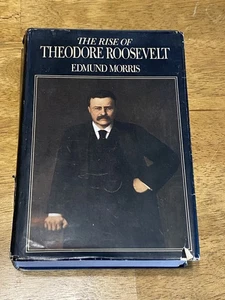 THE RISE OF
THEODORE ROOSEVELT
EDMUND MORRIS